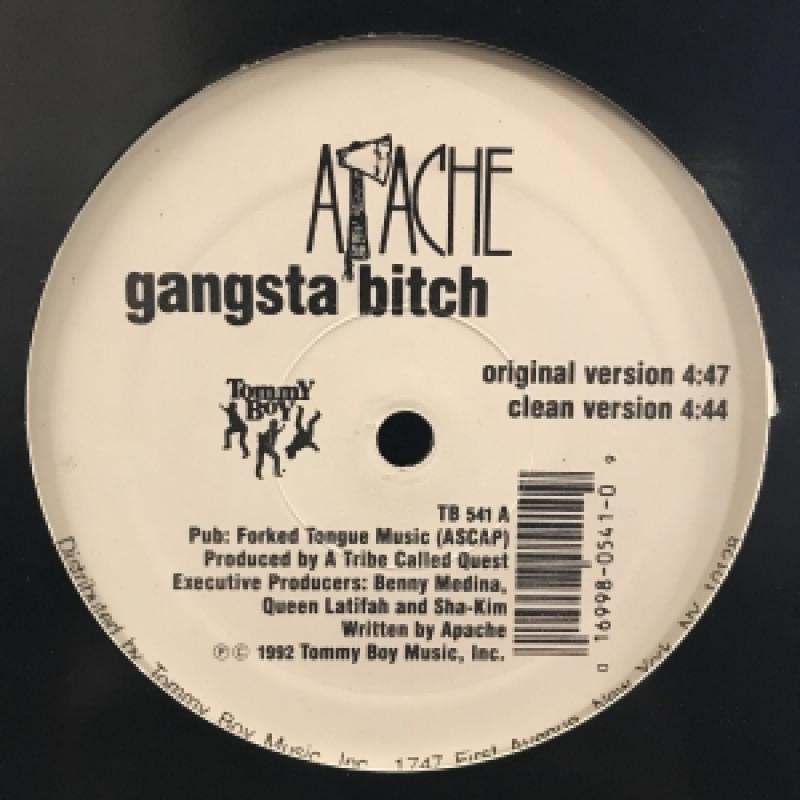 APACHE
gangsta bitch
original version 4:47
clean version 4:44
Tommy
Boy
TB 541 A
Pub: Forked Tongue Music (ASCAP)
Produced by A Tribe Called Quest
Executive Producers: Benny Medina,
Queen Latifah and Sha-Kim
Written by Apache
℗ © 1992 Tommy Boy Music, Inc.
0 16998-0541-0 9
Distributed by Tommy Boy Music, Inc. 1747 First Avenue New York NY 10128